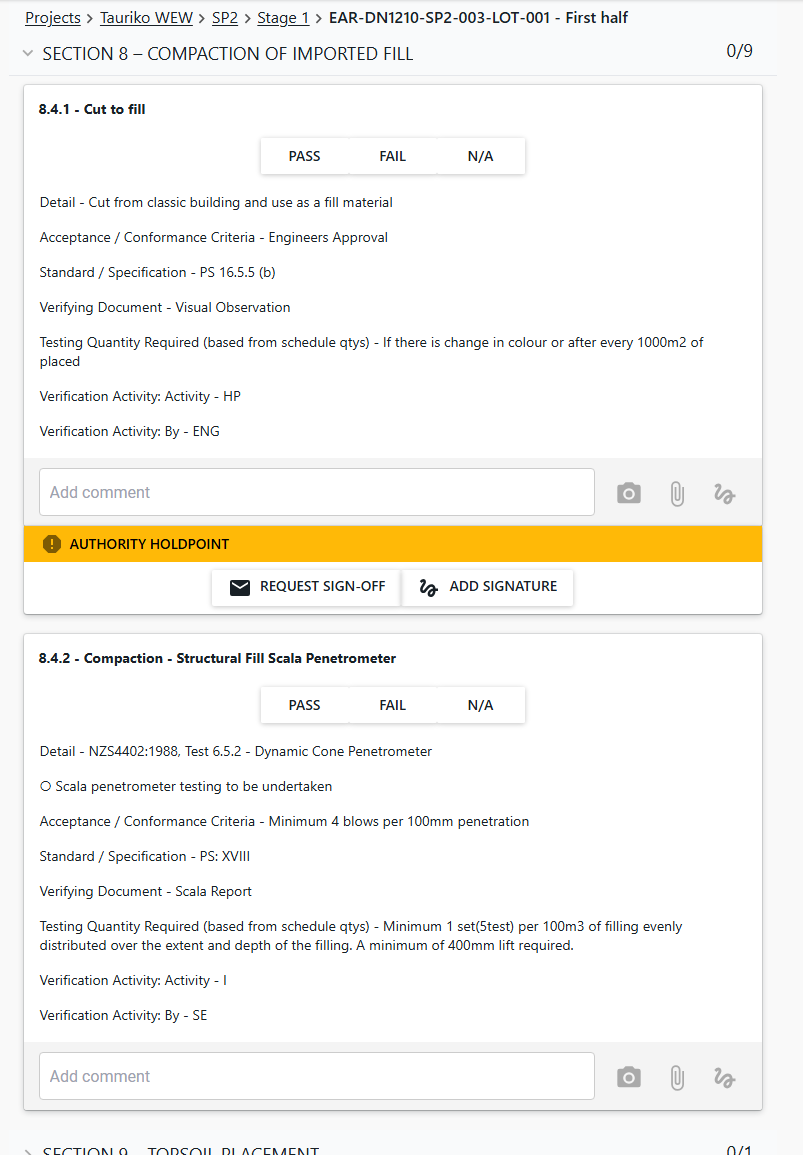 Projects > Tauriko WEW > SP2 > Stage 1 > EAR-DN1210-SP2-003-LOT-001 - First half
SECTION 8 – COMPACTION OF IMPORTED FILL 0/9
8.4.1 - Cut to fill
PASS FAIL N/A
Detail - Cut from classic building and use as a fill material
Acceptance / Conformance Criteria - Engineers Approval
Standard / Specification - PS 16.5.5 (b)
Verifying Document - Visual Observation
Testing Quantity Required (based from schedule qtys) - If there is change in colour or after every 1000m2 of
placed
Verification Activity: Activity - HP
Verification Activity: By - ENG
Add comment
AUTHORITY HOLDPOINT
REQUEST SIGN-OFF ADD SIGNATURE
8.4.2 - Compaction - Structural Fill Scala Penetrometer
PASS FAIL N/A
Detail - NZS4402:1988, Test 6.5.2 - Dynamic Cone Penetrometer
O Scala penetrometer testing to be undertaken
Acceptance / Conformance Criteria - Minimum 4 blows per 100mm penetration
Standard / Specification - PS: XVIII
Verifying Document - Scala Report
Testing Quantity Required (based from schedule qtys) - Minimum 1 set(5test) per 100m3 of filling evenly
distributed over the extent and depth of the filling. A minimum of 400mm lift required.
Verification Activity: Activity - I
Verification Activity: By - SE
Add comment
SECTION 9 – TOPSOIL PLACEMENT 0/1